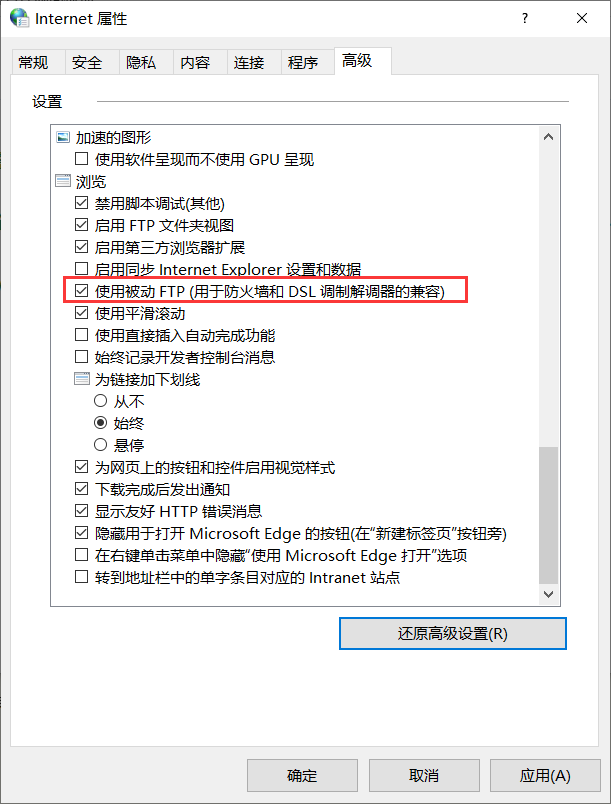 Internet 属性
?
常规 安全 隐私 内容 连接 程序 高级
设置
加速的图形
使用软件呈现而不使用 GPU 呈现
浏览
禁用脚本调试(其他)
启用 FTP 文件夹视图
启用第三方浏览器扩展
启用同步 Internet Explorer 设置和数据
使用被动 FTP (用于防火墙和 DSL 调制解调器的兼容)
使用平滑滚动
使用直接插入自动完成功能
始终记录开发者控制台消息
为链接加下划线
从不
始终
悬停
为网页上的按钮和控件启用视觉样式
下载完成后发出通知
显示友好 HTTP 错误消息
隐藏用于打开 Microsoft Edge 的按钮(在“新建标签页”按钮旁)
在右键单击菜单中隐藏“使用 Microsoft Edge 打开”选项
转到地址栏中的单字条目对应的 Intranet 站点
还原高级设置(R)
确定 取消 应用(A)